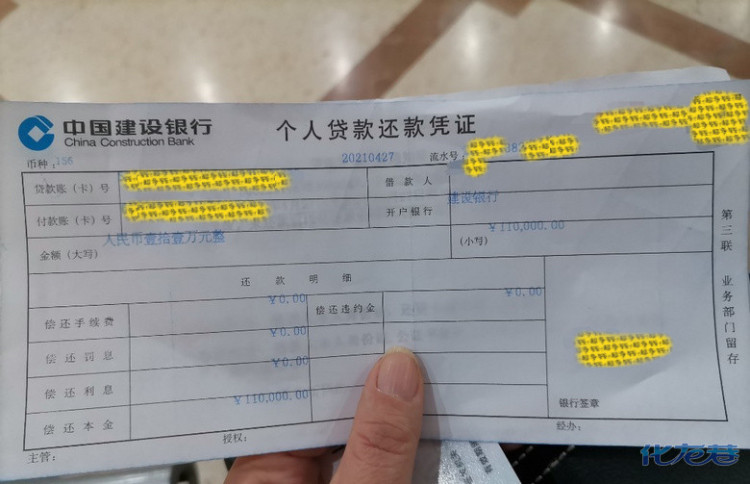 中国建设银行
China Construction Bank
个人贷款还款凭证
币种：156
20210427
流水号
贷款账（卡）号
借款人
付款账（卡）号
开户银行
建设银行
人民币壹拾壹万元整
金额（大写）
（小写）
￥110,000.00
还款明细
￥0.00
￥0.00
偿还手续费
偿还违约金
￥0.00
偿还罚息
￥0.00
偿还利息
￥110,000.00
偿还本金
银行签章
主管：
授权：
经办：
第三联 业务部门留存
化龙巷